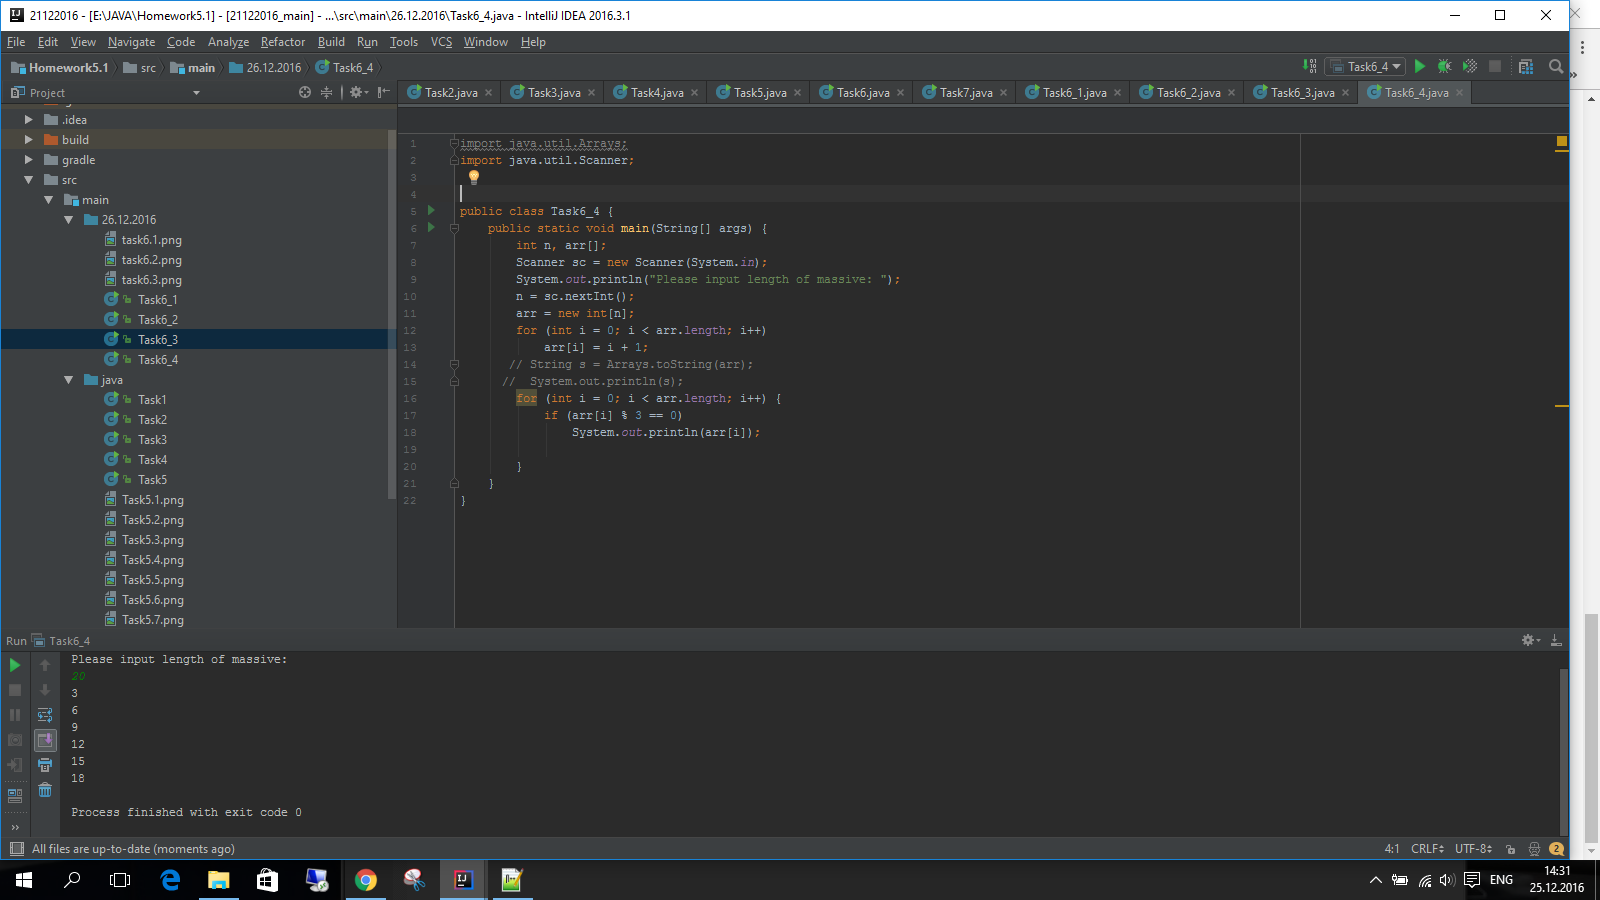 21122016 - [E:\JAVA\Homework5.1] - [21122016_main] - ...\src\main\26.12.2016\Task6_4.java - IntelliJ IDEA 2016.3.1
File Edit View Navigate Code Analyze Refactor Build Run Tools VCS Window Help
Homework5.1 src main 26.12.2016 Task6_4
Task6_4
Project
Task2.java Task3.java Task4.java Task5.java Task6.java Task7.java Task6_1.java Task6_2.java Task6_3.java Task6_4.java
.idea
build
gradle
src
main
26.12.2016
task6.1.png
task6.2.png
task6.3.png
Task6_1
Task6_2
Task6_3
Task6_4
java
Task1
Task2
Task3
Task4
Task5
Task5.1.png
Task5.2.png
Task5.3.png
Task5.4.png
Task5.5.png
Task5.6.png
Task5.7.png
1 import java.util.Arrays;
2 import java.util.Scanner;
3
4
5 public class Task6_4 {
6 public static void main(String[] args) {
7 int n, arr[];
8 Scanner sc = new Scanner(System.in);
9 System.out.println("Please input length of massive: ");
10 n = sc.nextInt();
11 arr = new int[n];
12 for (int i = 0; i < arr.length; i++)
13 arr[i] = i + 1;
14 // String s = Arrays.toString(arr);
15 // System.out.println(s);
16 for (int i = 0; i < arr.length; i++) {
17 if (arr[i] % 3 == 0)
18 System.out.println(arr[i]);
19
20 }
21 }
22 }
Run Task6_4
Please input length of massive:
20
3
6
9
12
15
18
Process finished with exit code 0
All files are up-to-date (moments ago)
4:1 CRLF UTF-8 2
ENG
14:31
25.12.2016